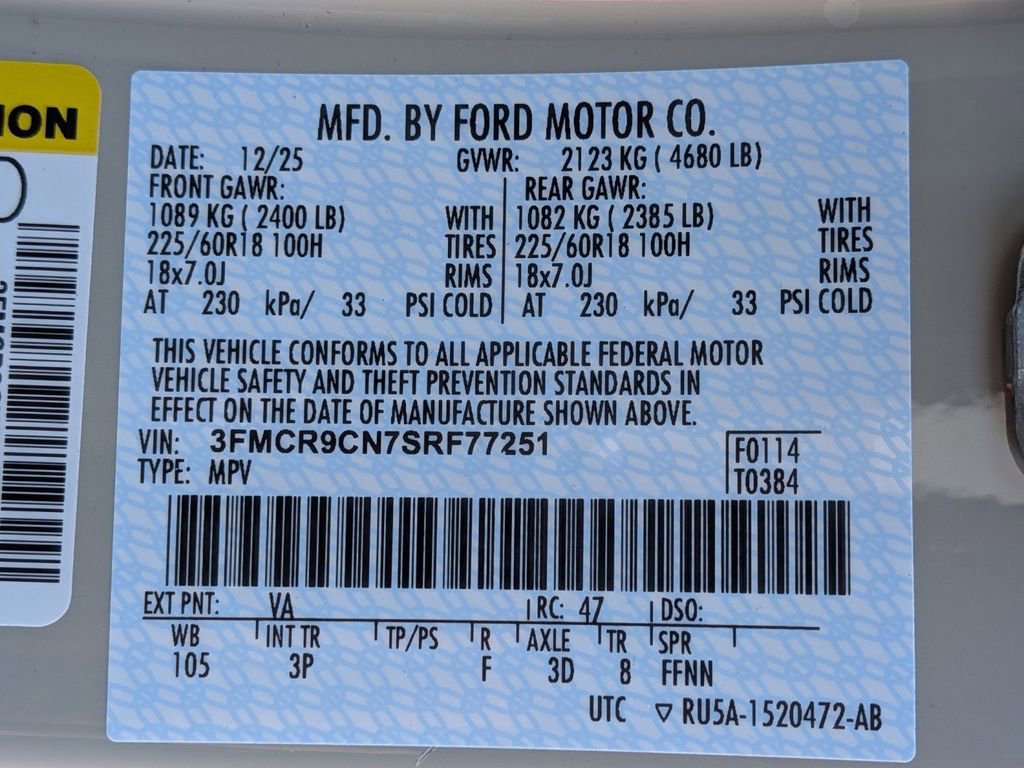 ION
MFD. BY FORD MOTOR CO.
DATE: 12/25 GVWR: 2123 KG ( 4680 LB)
FRONT GAWR: REAR GAWR:
1089 KG ( 2400 LB) WITH 1082 KG ( 2385 LB) WITH
225/60R18 100H TIRES 225/60R18 100H TIRES
18x7.0J RIMS 18x7.0J RIMS
AT 230 kPa/ 33 PSI COLD AT 230 kPa/ 33 PSI COLD
THIS VEHICLE CONFORMS TO ALL APPLICABLE FEDERAL MOTOR
VEHICLE SAFETY AND THEFT PREVENTION STANDARDS IN
EFFECT ON THE DATE OF MANUFACTURE SHOWN ABOVE.
VIN: 3FMCR9CN7SRF77251 F0114
TYPE: MPV T0384
EXT PNT: VA RC: 47 DSO:
WB INT TR TP/PS R AXLE TR SPR
105 3P F 3D 8 FFNN
UTC ▽ RU5A-1520472-AB